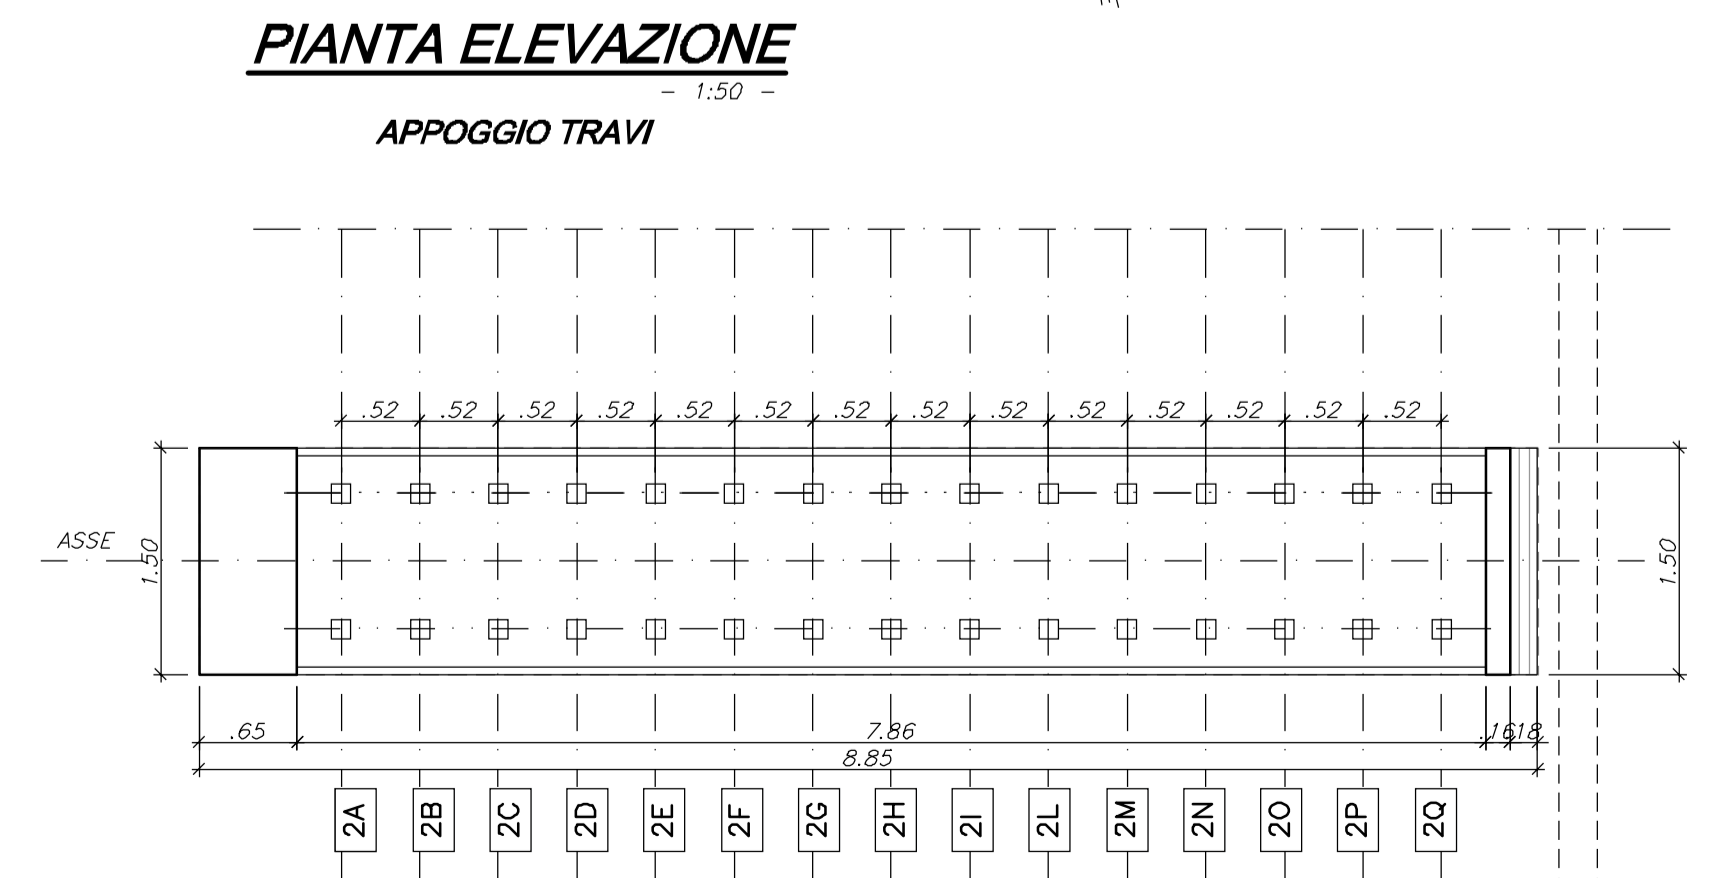 PIANTA ELEVAZIONE
- 1:50 -
APPOGGIO TRAVI
.52 .52 .52 .52 .52 .52 .52 .52 .52 .52 .52 .52 .52 .52
ASSE
1.50
1.50
.65 7.86 .16 .18
8.85
2A 2B 2C 2D 2E 2F 2G 2H 2I 2L 2M 2N 2O 2P 2Q